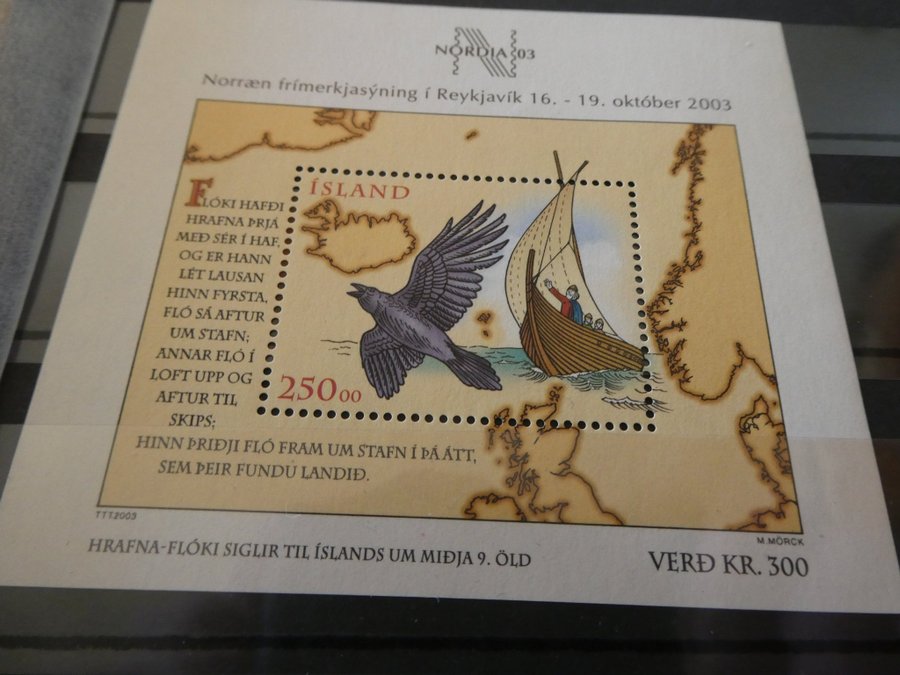 NORDIA 03
Norræn frímerkjasýning í Reykjavík 16. - 19. október 2003
FLÓKI HAFÐI
HRAFNA ÞRJÁ
MEÐ SÉR Í HAF,
OG ER HANN
LÉT LAUSAN
HINN FYRSTA,
FLÓ SÁ AFTUR
UM STAFN;
ANNAR FLÓ Í
LOFT UPP OG
AFTUR TIL
SKIPS;
HINN ÞRIÐJI FLÓ FRAM UM STAFN Í ÞÁ ÁTT,
SEM ÞEIR FUNDU LANDIÐ.
ÍSLAND
25000
TTT2003
M.MÖRCK
HRAFNA-FLÓKI SIGLIR TIL ÍSLANDS UM MIÐJA 9. ÖLD
VERÐ KR. 300